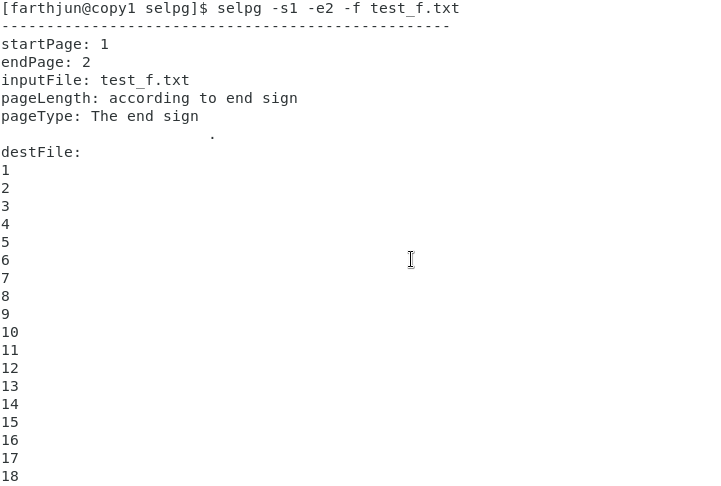 [farthjun@copy1 selpg]$ selpg -s1 -e2 -f test_f.txt
--------------------------------------------------
startPage: 1
endPage: 2
inputFile: test_f.txt
pageLength: according to end sign
pageType: The end sign
.
destFile:
1
2
3
4
5
6
7
8
9
10
11
12
13
14
15
16
17
18